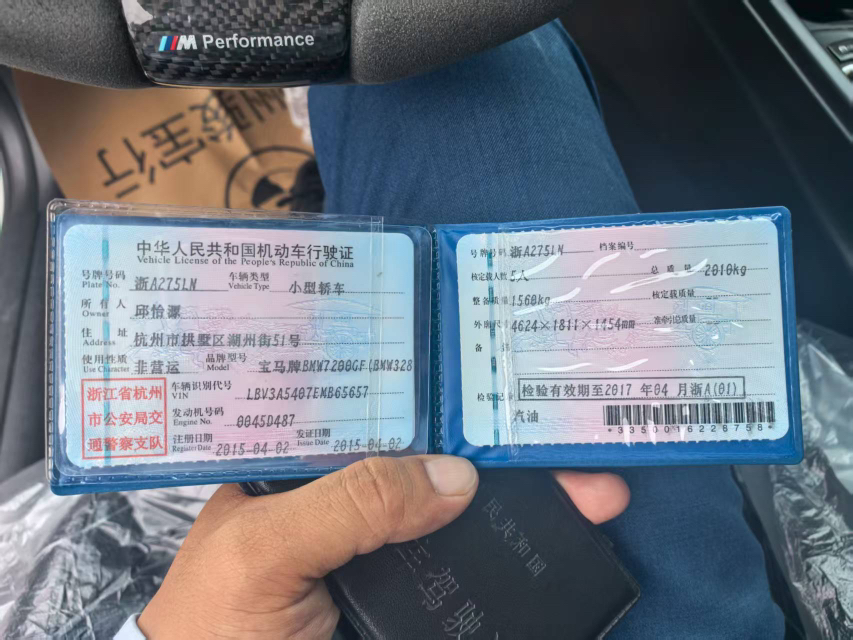 M Performance
中华人民共和国机动车行驶证
Vehicle License of the People's Republic of China
号牌号码 浙A275LN 车辆类型 小型轿车
Plate No. Vehicle Type
所有人 邱怡源
Owner
住址 杭州市拱墅区湖州街51号
Address
使用性质 非营运 品牌型号 宝马牌BMW7200GF(BMW328
Use Character Model
浙江省杭州
市公安局交
通警察支队
车辆识别代号 LBV3A5407EMB65657
VIN
发动机号码 0045D487
Engine No.
注册日期 2015-04-02 发证日期 2015-04-02
Register Date Issue Date
号牌号码 浙A275LN 档案编号
核定载人数 5人 总质量 2010kg
整备质量 1560kg 核定载质量
外廓尺寸 4624×1811×1454mm 准牵引总质量
备注
检验记录 检验有效期至2017年04月浙A(01)
汽油
*3350016226758*
民共和国
驾驶